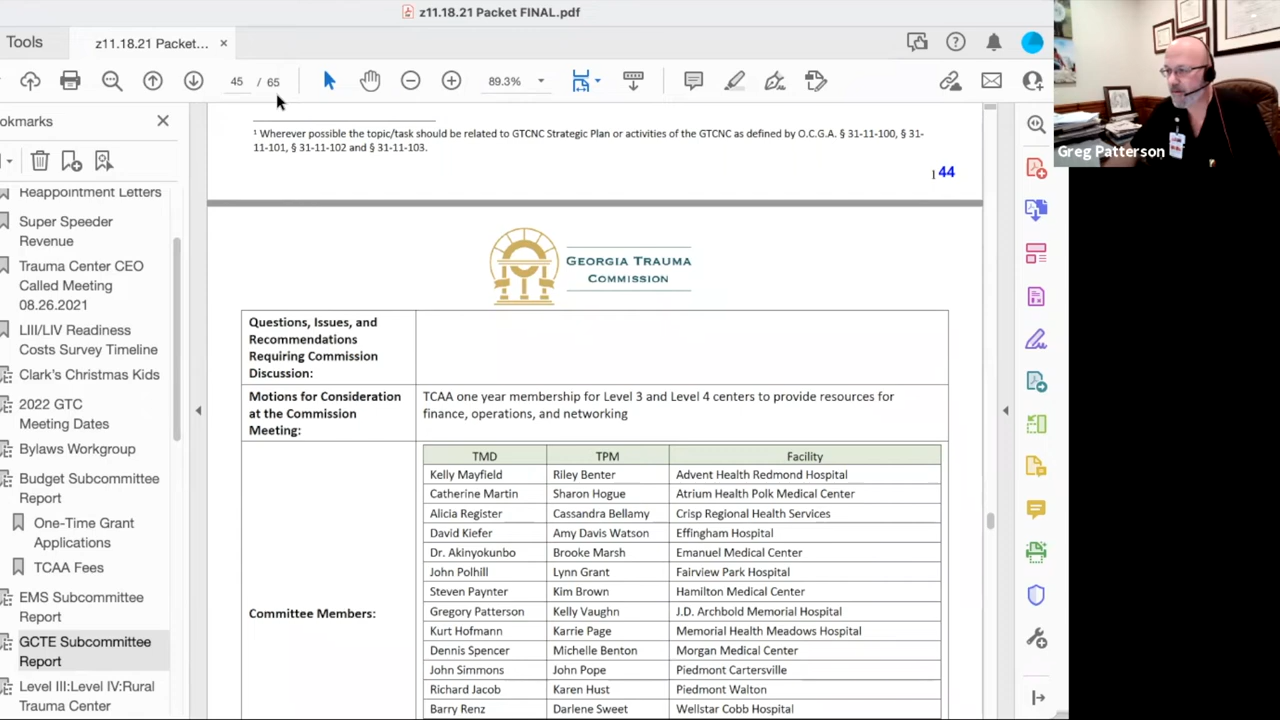 z11.18.21 Packet FINAL.pdf
Tools
z11.18.21 Packet... ×
45 / 65
89.3%
okmarks
Reappointment Letters
Super Speeder
Revenue
Trauma Center CEO
Called Meeting
08.26.2021
LIII/LIV Readiness
Costs Survey Timeline
Clark's Christmas Kids
2022 GTC
Meeting Dates
Bylaws Workgroup
Budget Subcommittee
Report
One-Time Grant
Applications
TCAA Fees
EMS Subcommittee
Report
GCTE Subcommittee
Report
Level III:Level IV:Rural
Trauma Center
1 Wherever possible the topic/task should be related to GTCNC Strategic Plan or activities of the GTCNC as defined by O.C.G.A. § 31-11-100, § 31-
11-101, § 31-11-102 and § 31-11-103.
1 44
GEORGIA TRAUMA
COMMISSION
Questions, Issues, and
Recommendations
Requiring Commission
Discussion:
Motions for Consideration
at the Commission
Meeting:
TCAA one year membership for Level 3 and Level 4 centers to provide resources for
finance, operations, and networking
Committee Members:
TMD TPM Facility
Kelly Mayfield Riley Benter Advent Health Redmond Hospital
Catherine Martin Sharon Hogue Atrium Health Polk Medical Center
Alicia Register Cassandra Bellamy Crisp Regional Health Services
David Kiefer Amy Davis Watson Effingham Hospital
Dr. Akinyokunbo Brooke Marsh Emanuel Medical Center
John Polhill Lynn Grant Fairview Park Hospital
Steven Paynter Kim Brown Hamilton Medical Center
Gregory Patterson Kelly Vaughn J.D. Archbold Memorial Hospital
Kurt Hofmann Karrie Page Memorial Health Meadows Hospital
Dennis Spencer Michelle Benton Morgan Medical Center
John Simmons John Pope Piedmont Cartersville
Richard Jacob Karen Hust Piedmont Walton
Barry Renz Darlene Sweet Wellstar Cobb Hospital
Greg Patterson